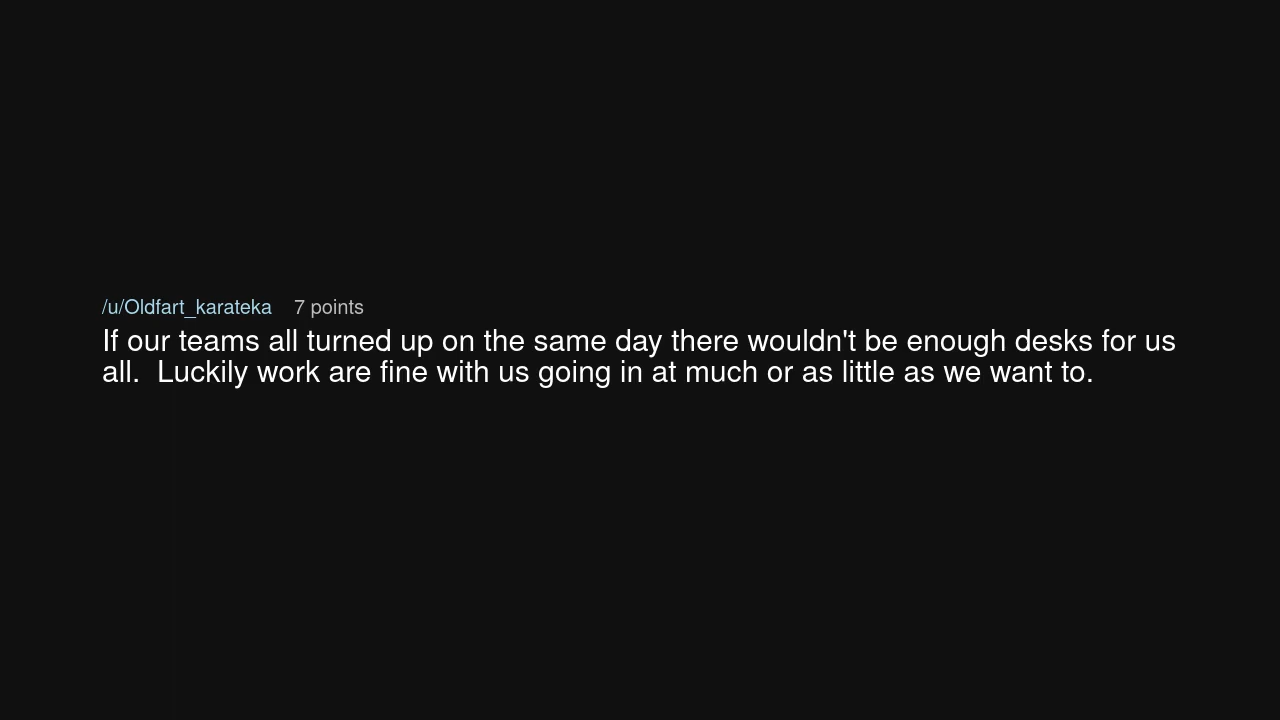 /u/Oldfart_karateka 7 points
If our teams all turned up on the same day there wouldn't be enough desks for us
all.  Luckily work are fine with us going in at much or as little as we want to.